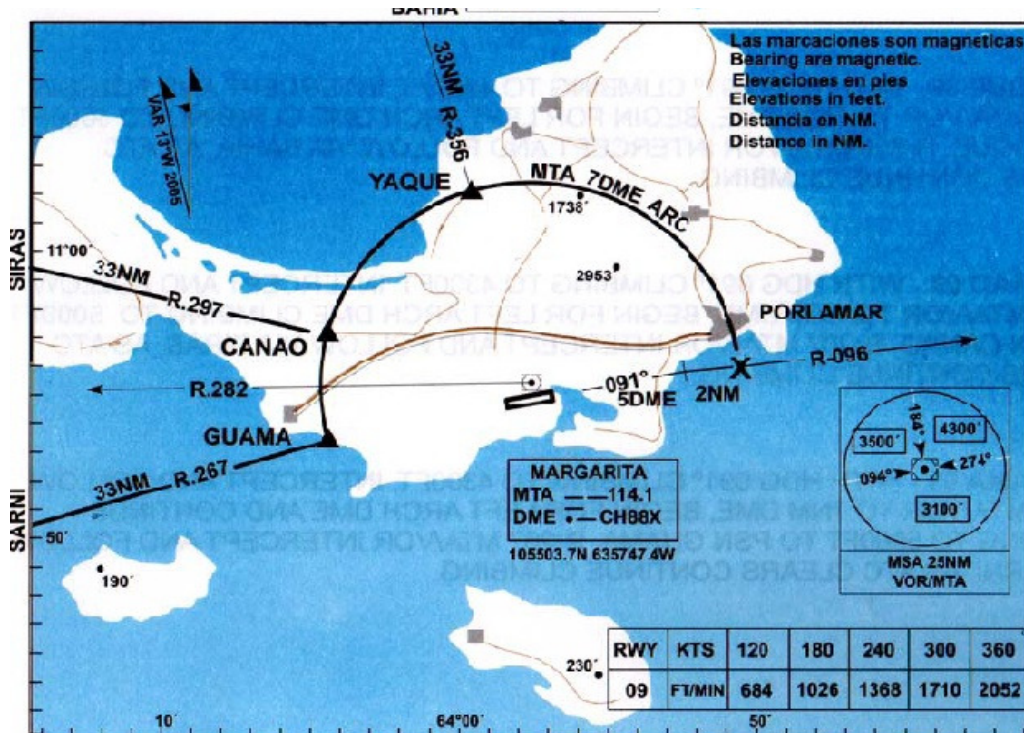 BAHIA
Las marcaciones son magneticas
Bearing are magnetic.
Elevaciones en pies
Elevations in feet.
Distancia en NM.
Distance in NM.
VAR 13°W 2005
33NM R-356
YAQUE
MTA 7DME ARC
1738'
2953'
SIRAS
11°00'
33NM
R.297
CANAO
PORLAMAR
R-096
R.282
091°
5DME
2NM
GUAMA
33NM
R.267
SARNI
50'
190'
MARGARITA
MTA 114.1
DME CH88X
105503.7N 635747.4W
184°
3500'
4300'
094°
274°
3100'
MSA 25NM
VOR/MTA
230'
RWY KTS 120 180 240 300 360
09 FT/MIN 684 1026 1368 1710 2052
10' 64°00' 50'